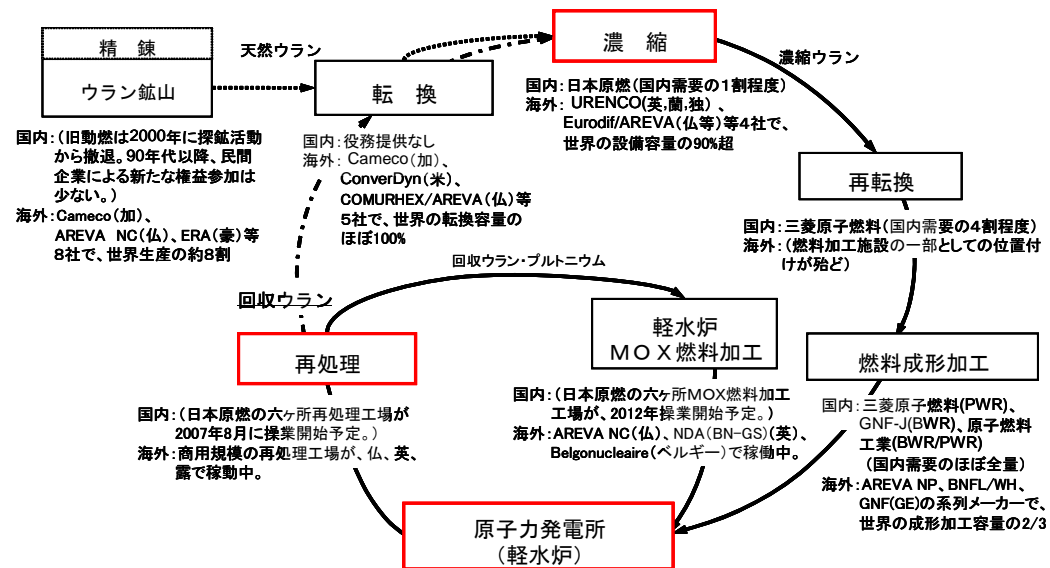 精 錬
ウラン鉱山
国内：(旧動燃は2000年に探鉱活動
から撤退。90年代以降、民間
企業による新たな権益参加は
少ない。)
海外：Cameco(加)、
AREVA NC(仏)、ERA(豪)等
8社で、世界生産の約8割
天然ウラン
転 換
国内：役務提供なし
海外：Cameco(加)、
ConverDyn(米)、
COMURHEX/AREVA(仏)等
5社で、世界の転換容量の
ほぼ100%
濃 縮
国内：日本原燃(国内需要の1割程度)
海外： URENCO(英,蘭,独) 、
Eurodif/AREVA(仏等)等4社で、
世界の設備容量の90%超
濃縮ウラン
再転換
国内：三菱原子燃料(国内需要の4割程度)
海外：(燃料加工施設の一部としての位置付
けが殆ど)
回収ウラン・プルトニウム
回収ウラン
再処理
国内：(日本原燃の六ヶ所再処理工場が
2007年8月に操業開始予定。)
海外：商用規模の再処理工場が、仏、英、
露で稼動中。
軽水炉
MOX燃料加工
国内：(日本原燃の六ヶ所MOX燃料加工
工場が、2012年操業開始予定。)
海外：AREVA NC(仏)、NDA(BN-GS)(英)、
Belgonucleaire(ベルギー)で稼働中。
燃料成形加工
国内：三菱原子燃料(PWR)、
GNF-J(BWR)、原子燃料
工業(BWR/PWR)
(国内需要のほぼ全量)
海外：AREVA NP、BNFL/WH、
GNF(GE)の系列メーカーで、
世界の成形加工容量の2/3
原子力発電所
(軽水炉)